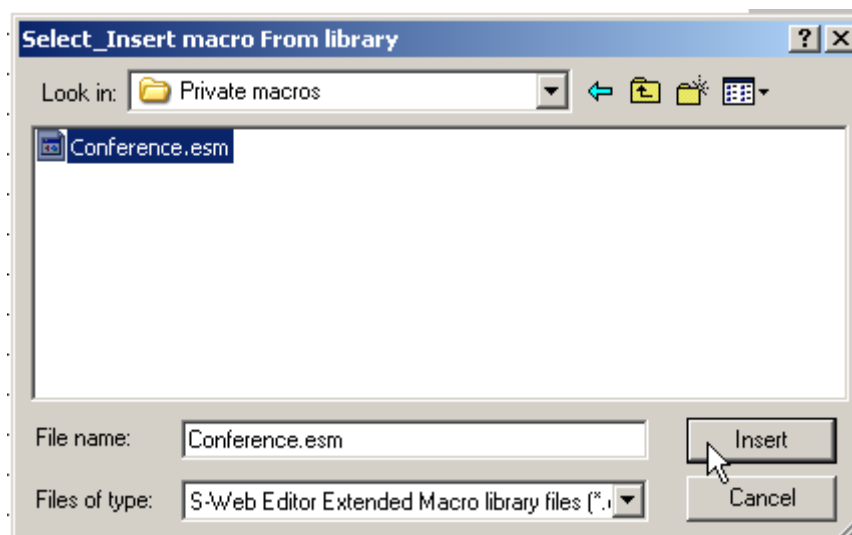 Select_Insert macro From library
Look in: Private macros
Conference.esm
File name: Conference.esm Insert
Files of type: S-Web Editor Extended Macro library files (*. Cancel